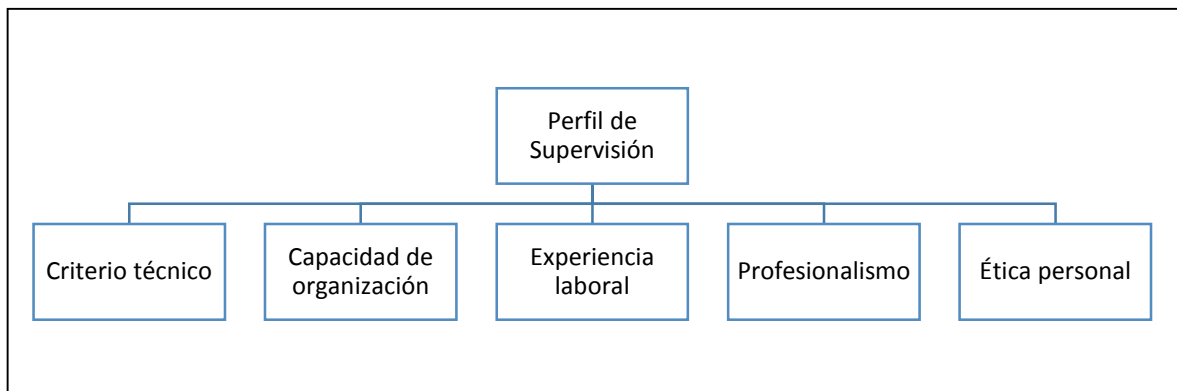 Perfil de
Supervisión
Criterio técnico
Capacidad de
organización
Experiencia
laboral
Profesionalismo
Ética personal